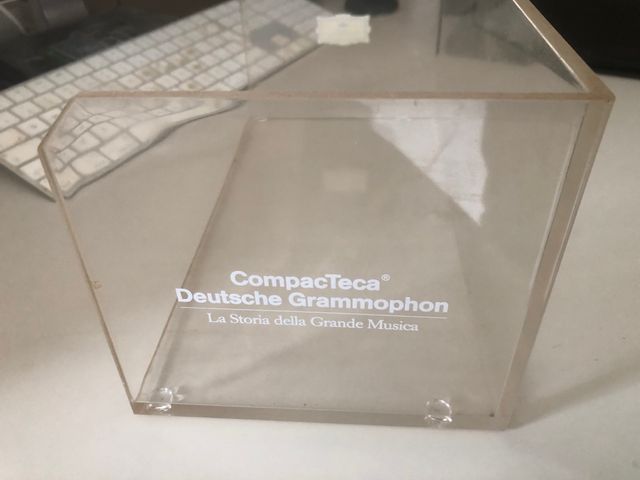 CompacTeca®
Deutsche Grammophon
La Storia della Grande Musica